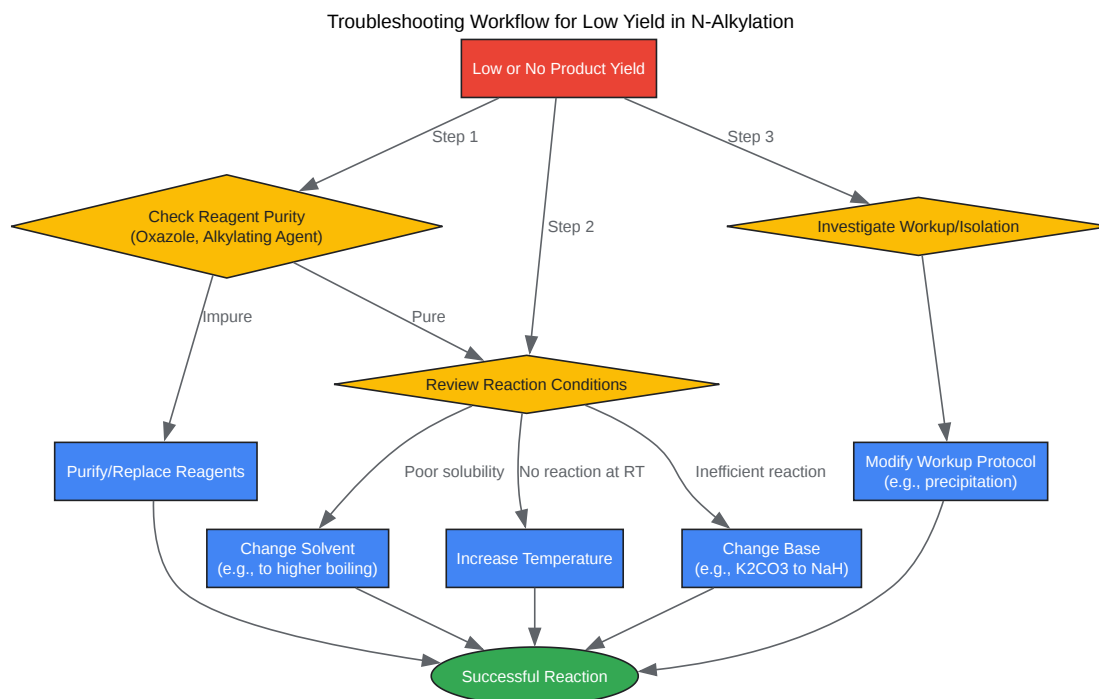 Troubleshooting Workflow for Low Yield in N-Alkylation
Low or No Product Yield
Step 1
Step 3
Step 2
Check Reagent Purity
(Oxazole, Alkylating Agent)
Investigate Workup/Isolation
Impure
Pure
Review Reaction Conditions
Purify/Replace Reagents
Poor solubility
No reaction at RT
Inefficient reaction
Modify Workup Protocol
(e.g., precipitation)
Change Solvent
(e.g., to higher boiling)
Increase Temperature
Change Base
(e.g., K2CO3 to NaH)
Successful Reaction